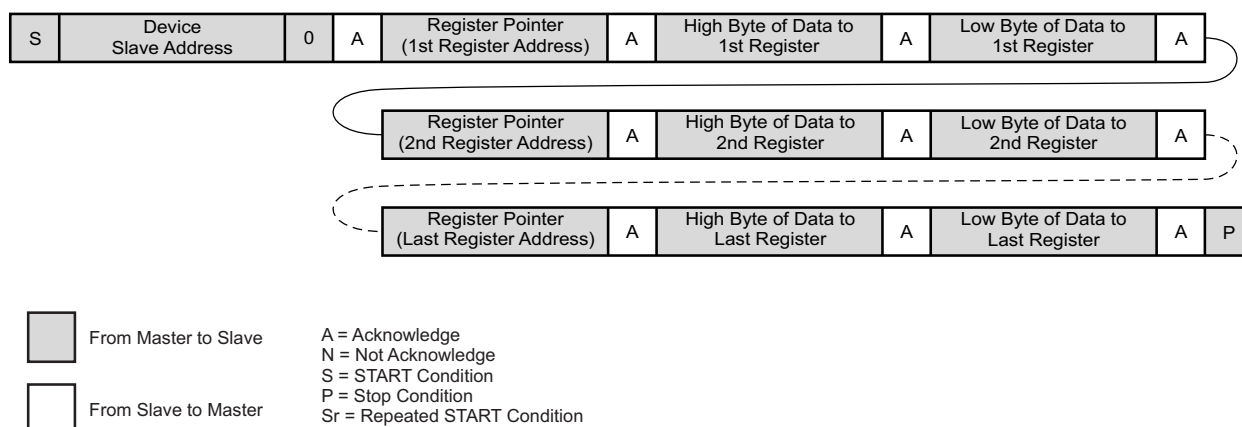 S Device Slave Address 0 A Register Pointer (1st Register Address) A High Byte of Data to 1st Register A Low Byte of Data to 1st Register A
Register Pointer (2nd Register Address) A High Byte of Data to 2nd Register A Low Byte of Data to 2nd Register A
Register Pointer (Last Register Address) A High Byte of Data to Last Register A Low Byte of Data to Last Register A P
From Master to Slave
From Slave to Master
A = Acknowledge
N = Not Acknowledge
S = START Condition
P = Stop Condition
Sr = Repeated START Condition